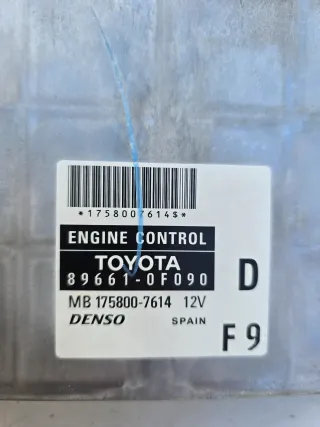 *1758007614$*
ENGINE CONTROL
TOYOTA
89661-0F090 D
MB 175800-7614 12V
DENSO SPAIN
F9